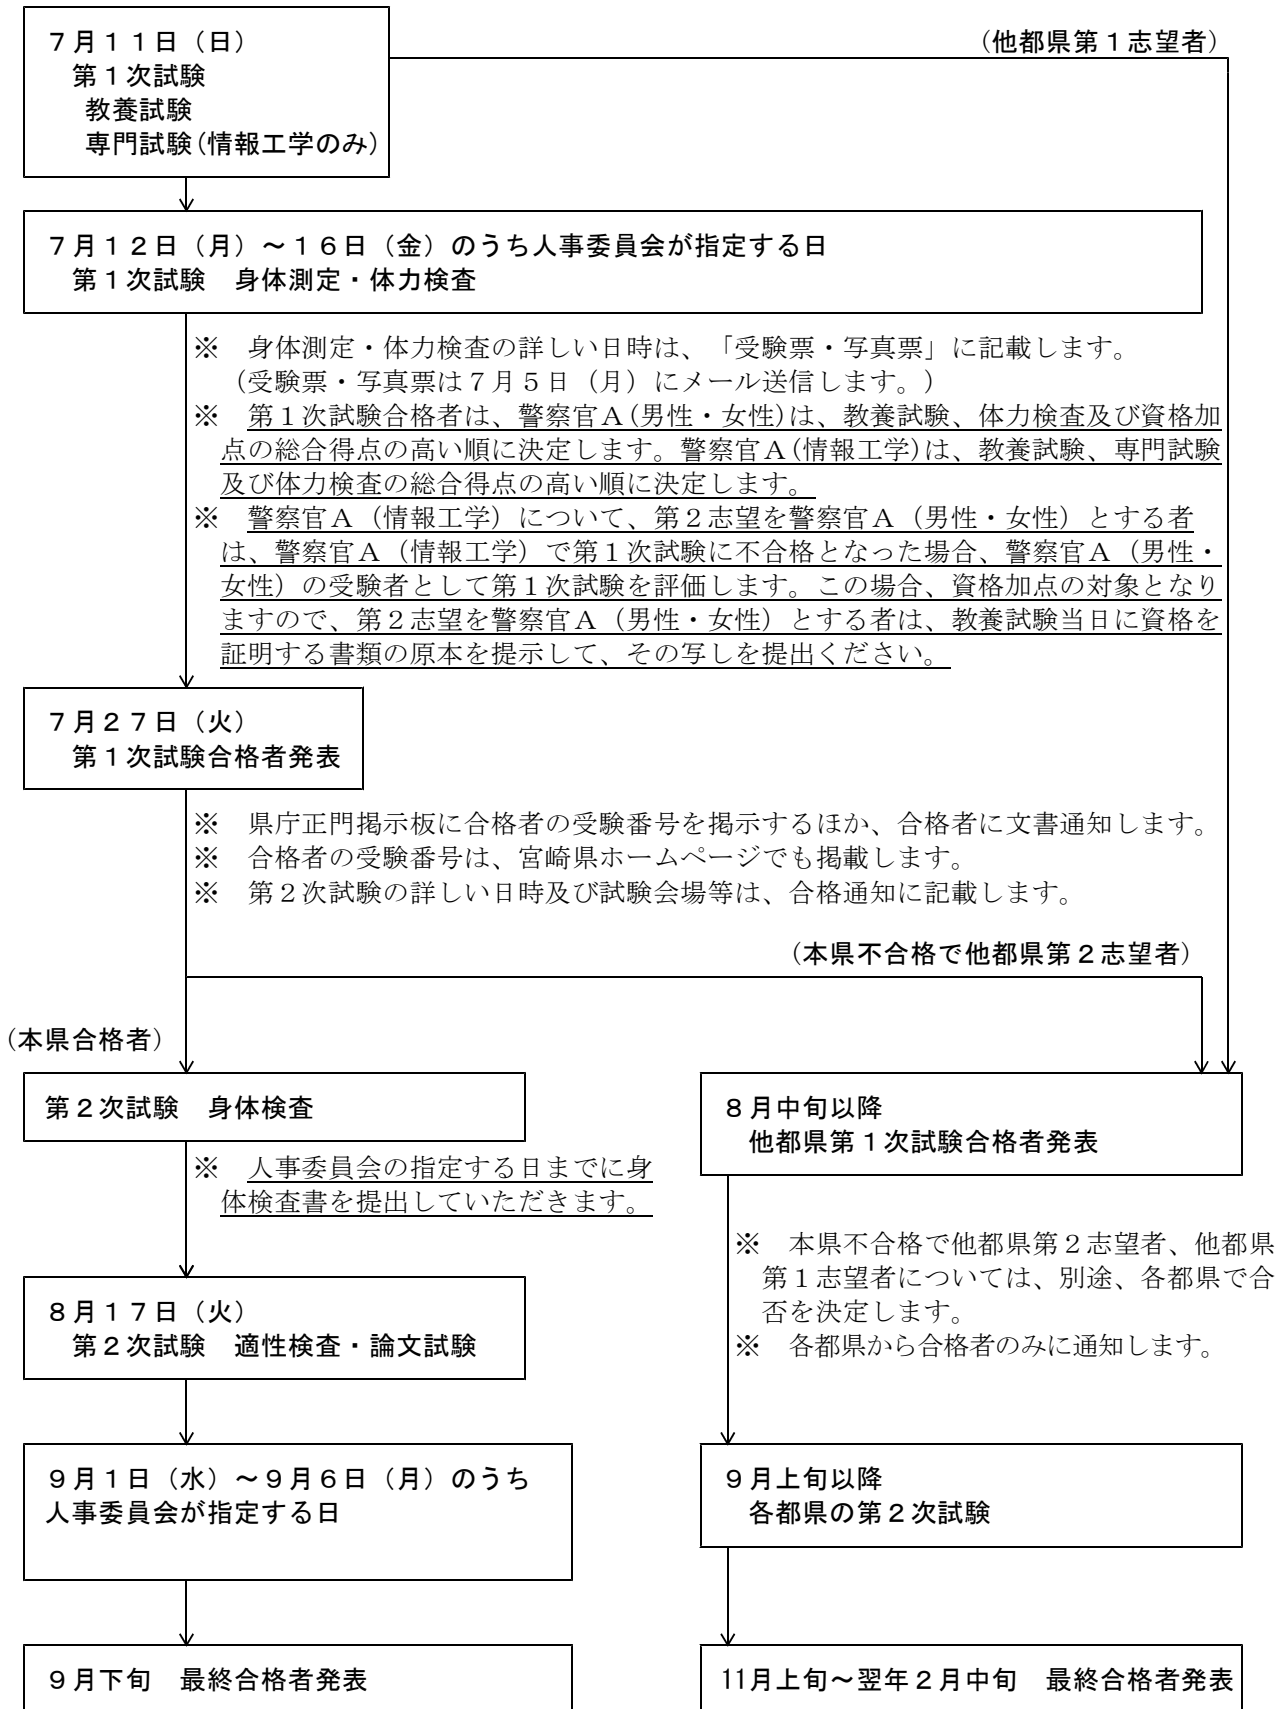 ７月１１日（日）
第１次試験
教養試験
専門試験(情報工学のみ)
（他都県第１志望者）
７月１２日（月）～１６日（金）のうち人事委員会が指定する日
第１次試験　身体測定・体力検査
※　身体測定・体力検査の詳しい日時は、「受験票・写真票」に記載します。
（受験票・写真票は７月５日（月）にメール送信します。）
※　第１次試験合格者は、警察官Ａ(男性・女性)は、教養試験、体力検査及び資格加
点の総合得点の高い順に決定します。警察官Ａ(情報工学)は、教養試験、専門試験
及び体力検査の総合得点の高い順に決定します。
※　警察官Ａ（情報工学）について、第２志望を警察官Ａ（男性・女性）とする者
は、警察官Ａ（情報工学）で第１次試験に不合格となった場合、警察官Ａ（男性・
女性）の受験者として第１次試験を評価します。この場合、資格加点の対象となり
ますので、第２志望を警察官Ａ（男性・女性）とする者は、教養試験当日に資格を
証明する書類の原本を提示して、その写しを提出ください。
７月２７日（火）
第１次試験合格者発表
※　県庁正門掲示板に合格者の受験番号を掲示するほか、合格者に文書通知します。
※　合格者の受験番号は、宮崎県ホームページでも掲載します。
※　第２次試験の詳しい日時及び試験会場等は、合格通知に記載します。
（本県不合格で他都県第２志望者）
（本県合格者）
第２次試験　身体検査
※　人事委員会の指定する日までに身
体検査書を提出していただきます。
８月１７日（火）
第２次試験　適性検査・論文試験
９月１日（水）～９月６日（月）のうち
人事委員会が指定する日
９月下旬　最終合格者発表
８月中旬以降
他都県第１次試験合格者発表
※　本県不合格で他都県第２志望者、他都県
第１志望者については、別途、各都県で合
否を決定します。
※　各都県から合格者のみに通知します。
９月上旬以降
各都県の第２次試験
11月上旬～翌年２月中旬　最終合格者発表